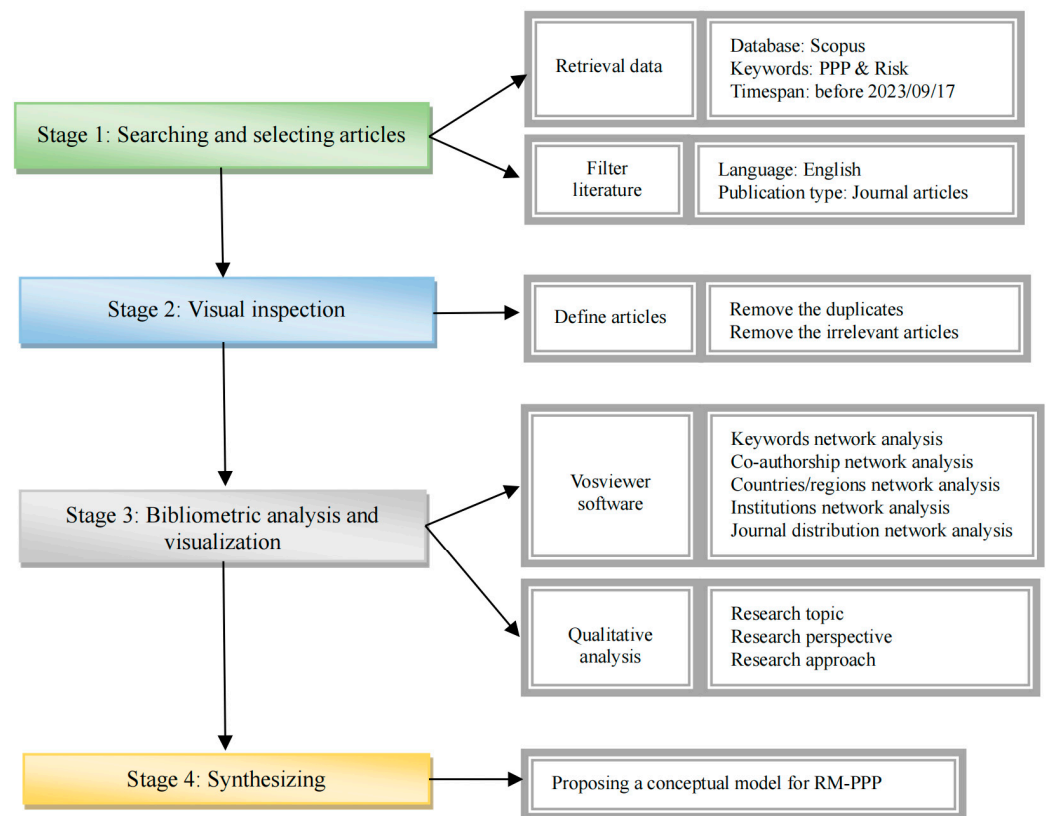 Stage 1: Searching and selecting articles
Retrieval data
Database: Scopus
Keywords: PPP & Risk
Timespan: before 2023/09/17
Filter
literature
Language: English
Publication type: Journal articles
Stage 2: Visual inspection
Define articles
Remove the duplicates
Remove the irrelevant articles
Stage 3: Bibliometric analysis and
visualization
Vosviewer
software
Keywords network analysis
Co-authorship network analysis
Countries/regions network analysis
Institutions network analysis
Journal distribution network analysis
Qualitative
analysis
Research topic
Research perspective
Research approach
Stage 4: Synthesizing
Proposing a conceptual model for RM-PPP